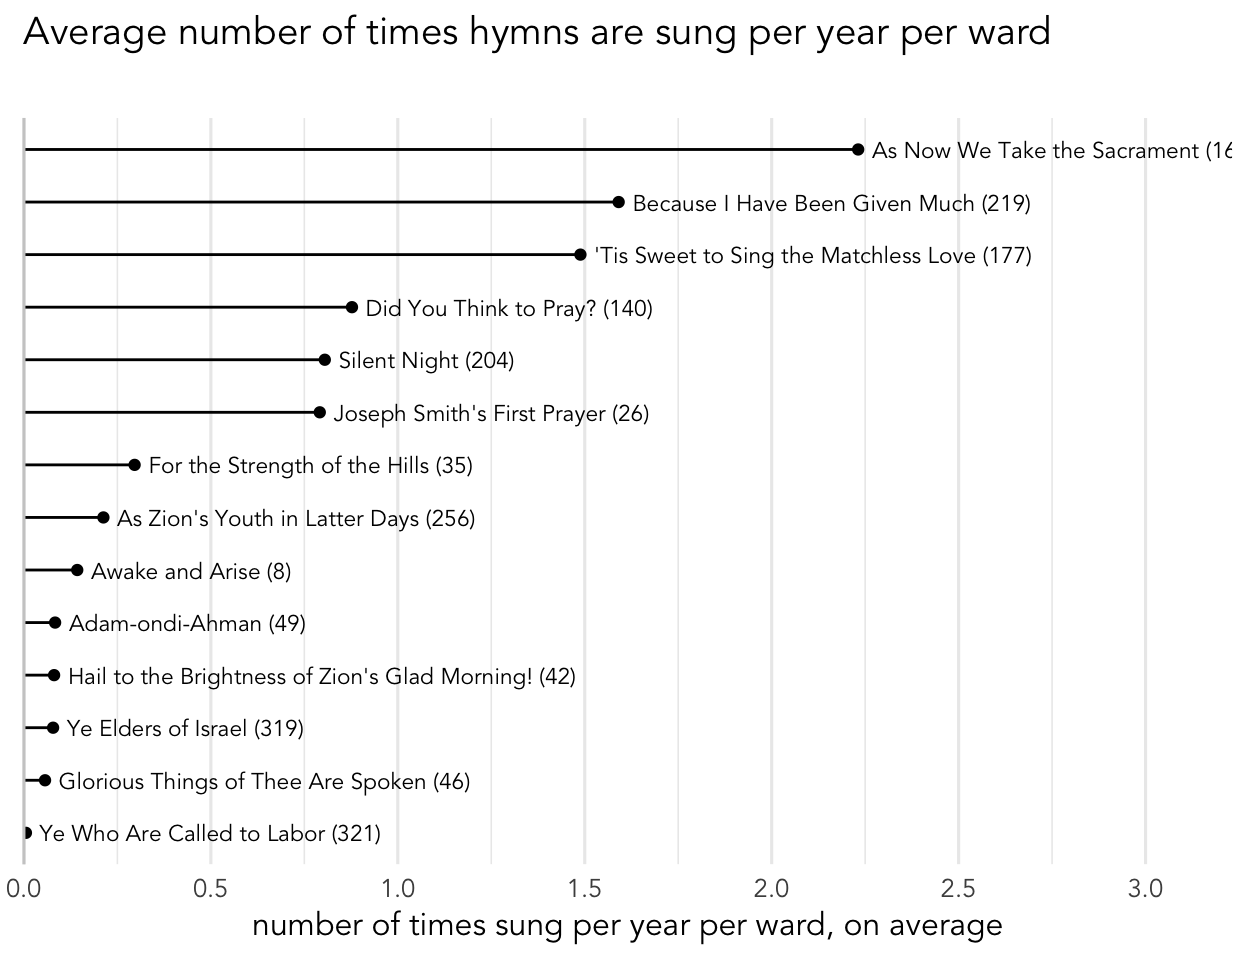 Average number of times hymns are sung per year per ward
As Now We Take the Sacrament (16
Because I Have Been Given Much (219)
'Tis Sweet to Sing the Matchless Love (177)
Did You Think to Pray? (140)
Silent Night (204)
Joseph Smith's First Prayer (26)
For the Strength of the Hills (35)
As Zion's Youth in Latter Days (256)
Awake and Arise (8)
Adam-ondi-Ahman (49)
Hail to the Brightness of Zion's Glad Morning! (42)
Ye Elders of Israel (319)
Glorious Things of Thee Are Spoken (46)
Ye Who Are Called to Labor (321)
0.0 0.5 1.0 1.5 2.0 2.5 3.0
number of times sung per year per ward, on average